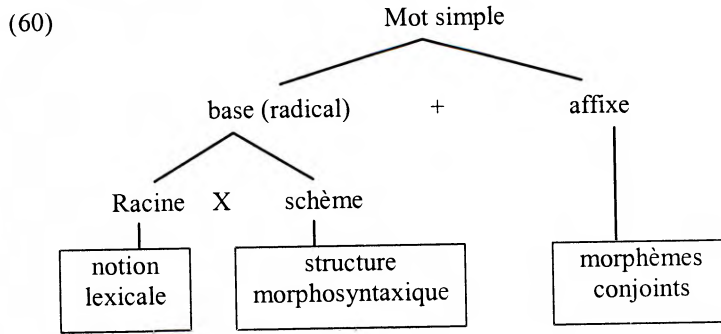 (60)
Mot simple
base (radical) + affixe
Racine X schème
notion
lexicale
structure
morphosyntaxique
morphèmes
conjoints